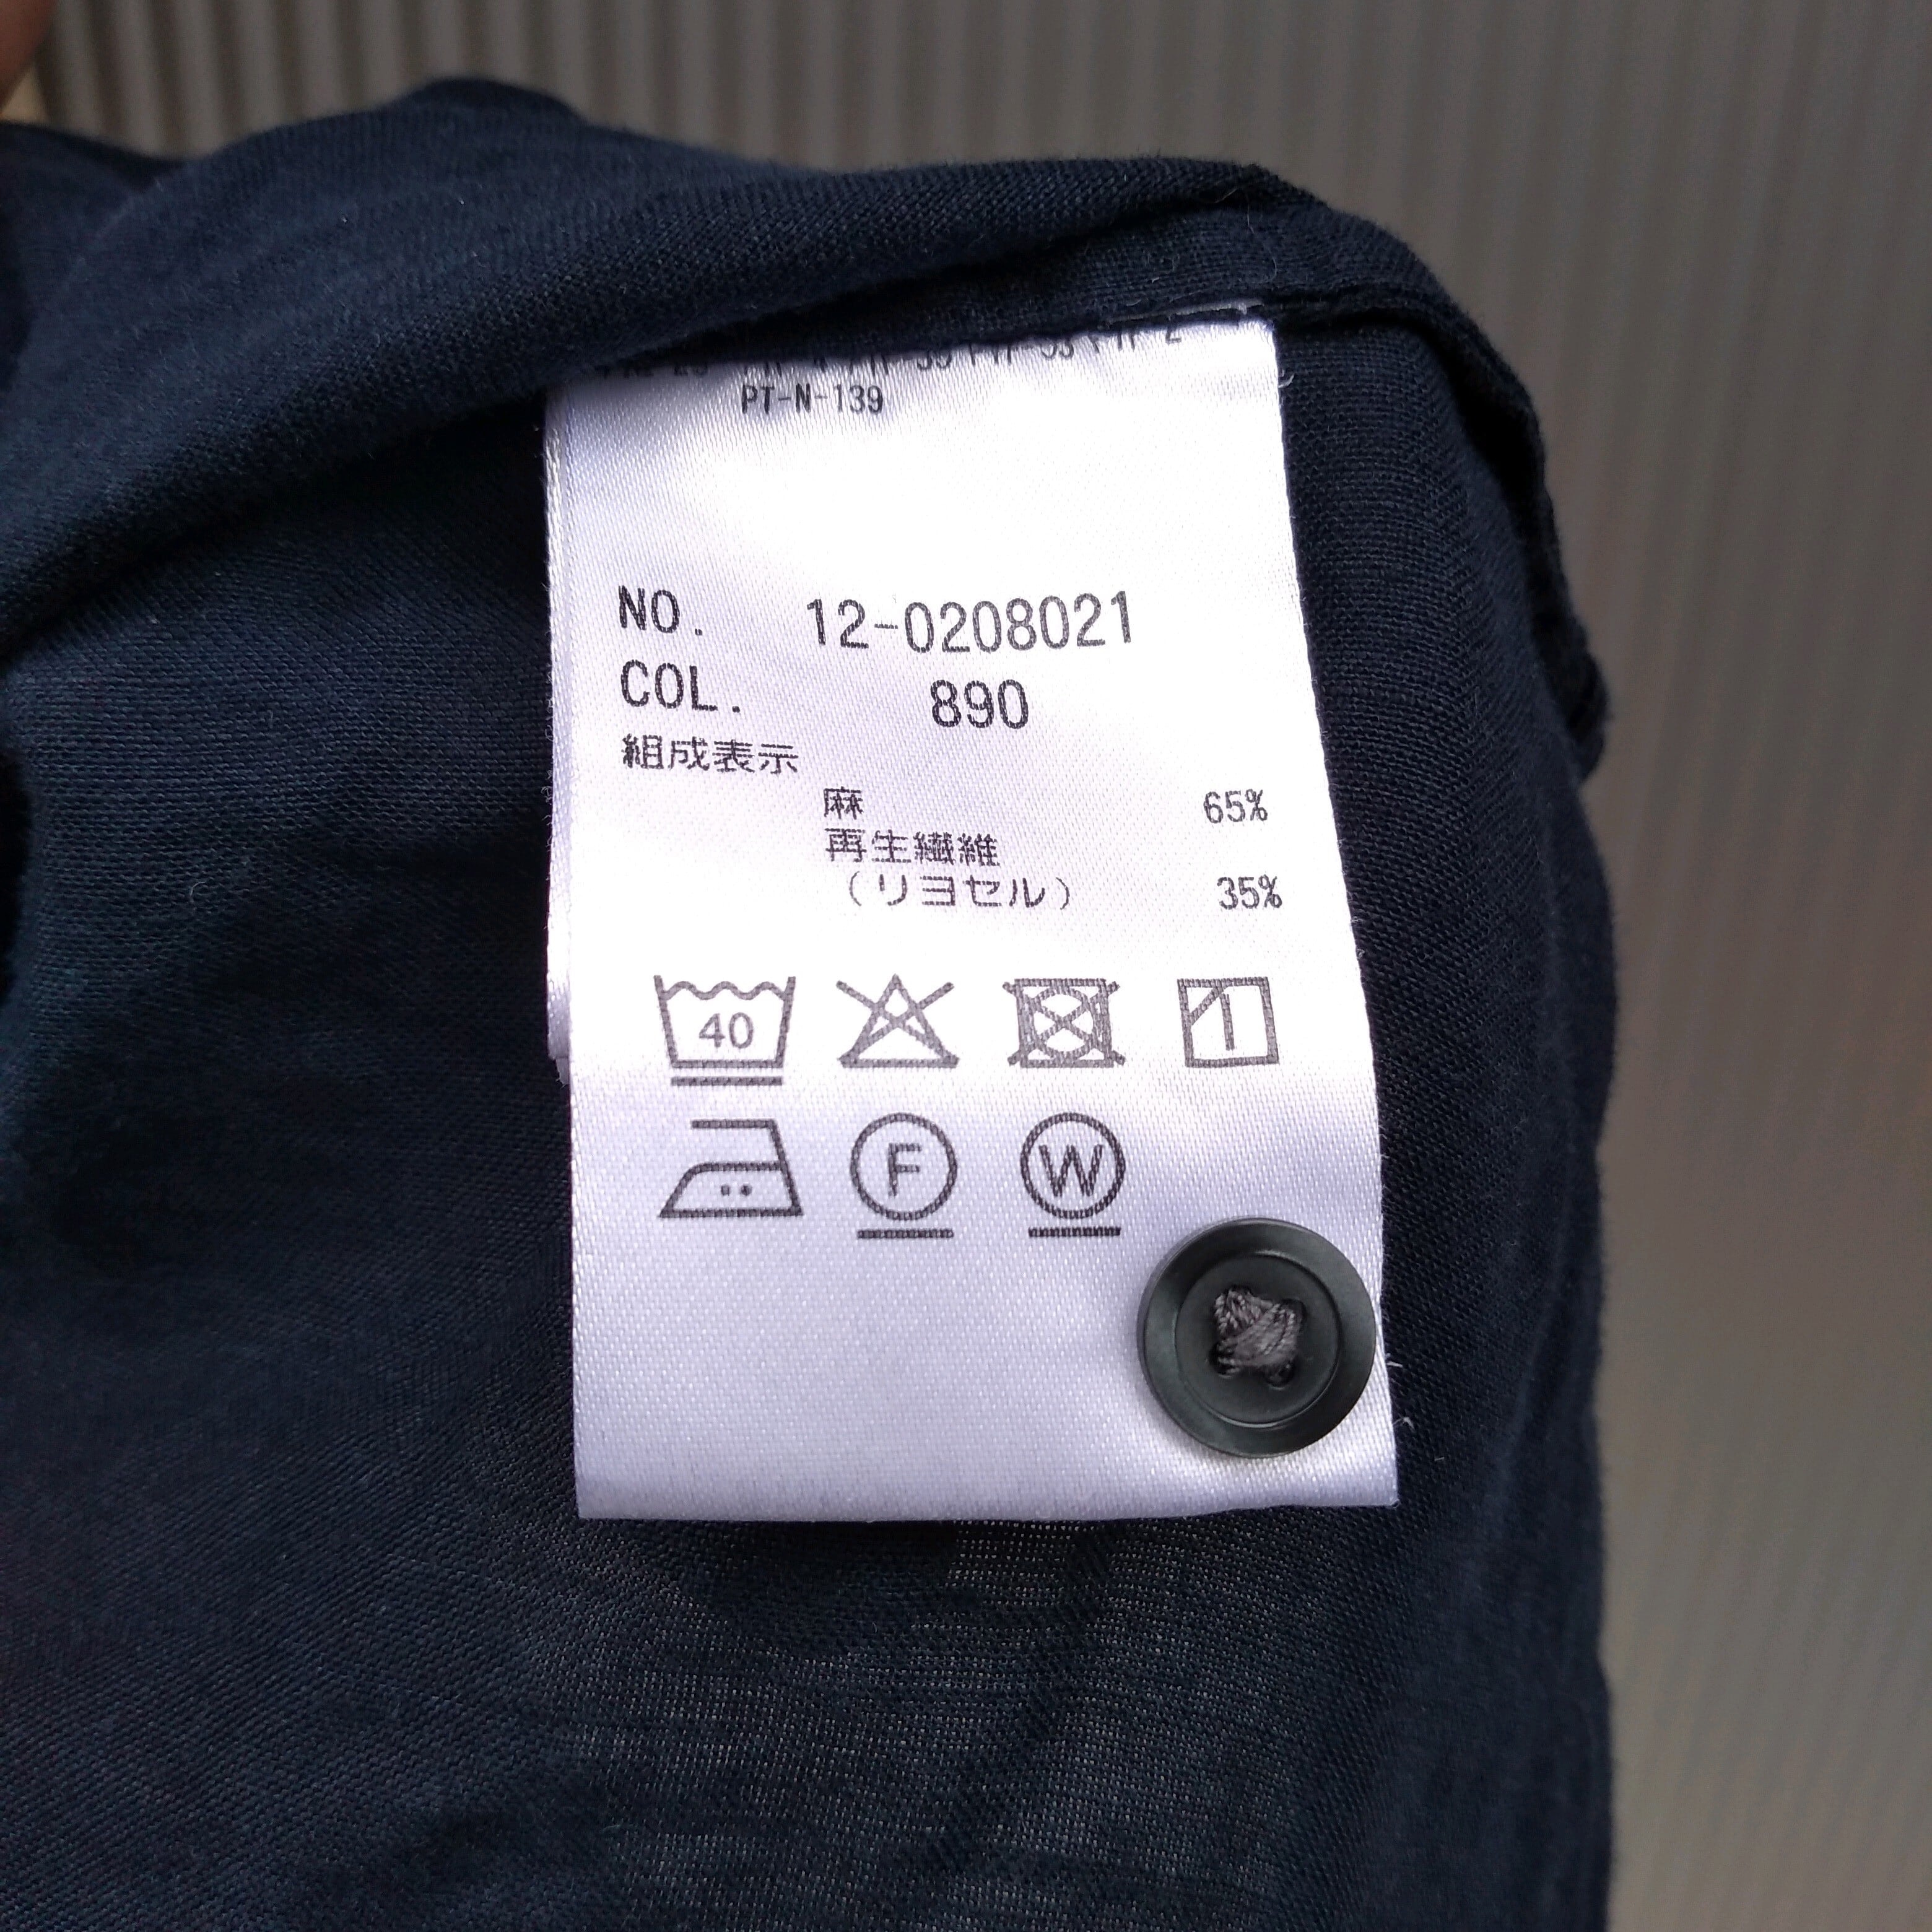 PT-N-139
NO. 12-0208021
COL. 890
組成表示
麻 65%
再生繊維
(リヨセル) 35%
40
F W